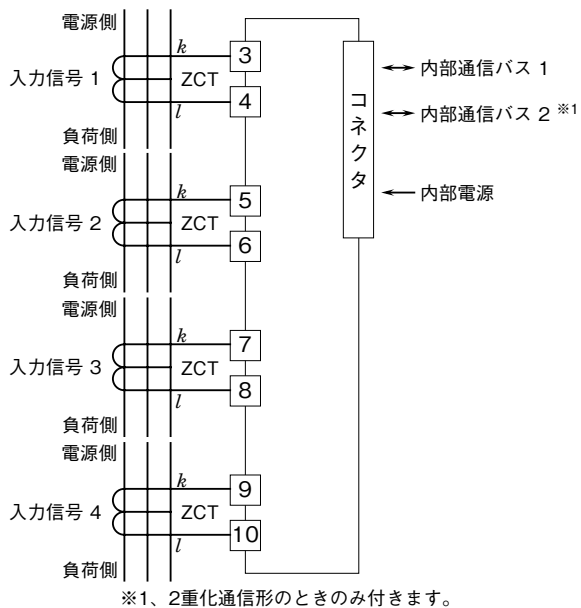 電源側
k
3
入力信号 1
ZCT
4
l
負荷側
電源側
k
5
入力信号 2
ZCT
6
l
負荷側
電源側
k
7
入力信号 3
ZCT
8
l
負荷側
電源側
k
9
入力信号 4
ZCT
10
l
負荷側
コネクタ
内部通信バス 1
内部通信バス 2 ※1
内部電源
※1、2重化通信形のときのみ付きます。